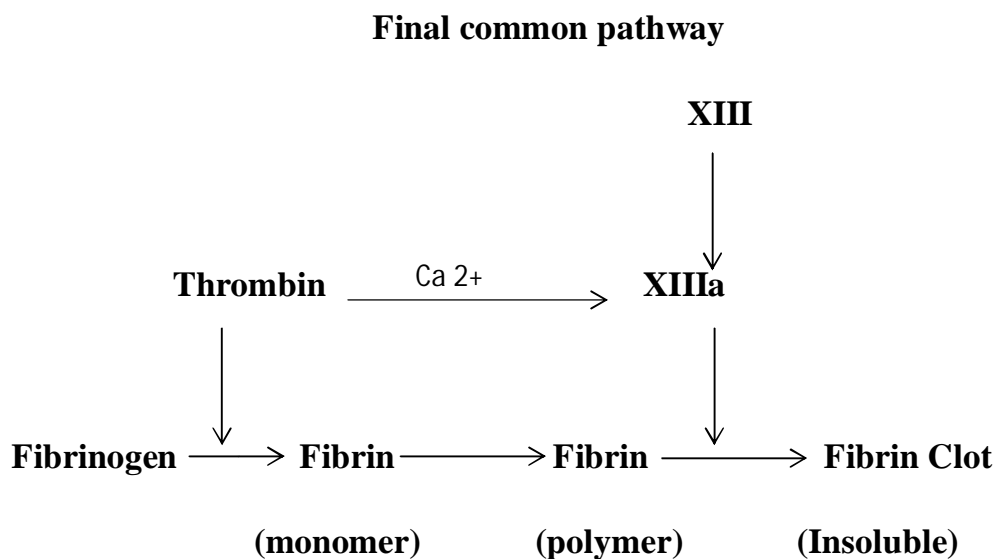 Final common pathway
XIII
Thrombin Ca 2+ XIIIa
Fibrinogen Fibrin Fibrin Fibrin Clot
(monomer) (polymer) (Insoluble)